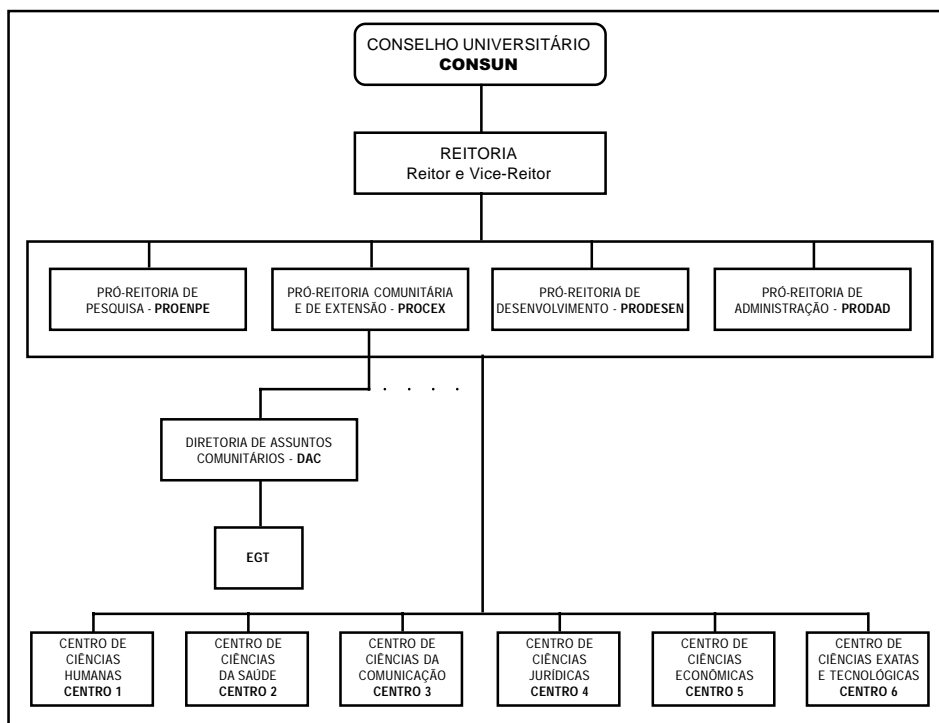 CONSELHO UNIVERSITÁRIO
CONSUN
REITORIA
Reitor e Vice-Reitor
PRÓ-REITORIA DE
PESQUISA - PROENPE
PRÓ-REITORIA COMUNITÁRIA
E DE EXTENSÃO - PROCEX
PRÓ-REITORIA DE
DESENVOLVIMENTO - PRODESEN
PRÓ-REITORIA DE
ADMINISTRAÇÃO - PRODAD
. . . . .
DIRETORIA DE ASSUNTOS
COMUNITÁRIOS - DAC
EGT
CENTRO DE
CIÊNCIAS
HUMANAS
CENTRO 1
CENTRO DE
CIÊNCIAS
DA SAÚDE
CENTRO 2
CENTRO DE
CIÊNCIAS DA
COMUNICAÇÃO
CENTRO 3
CENTRO DE
CIÊNCIAS
JURÍDICAS
CENTRO 4
CENTRO DE
CIÊNCIAS
ECONÔMICAS
CENTRO 5
CENTRO DE
CIÊNCIAS EXATAS
E TECNOLÓGICAS
CENTRO 6